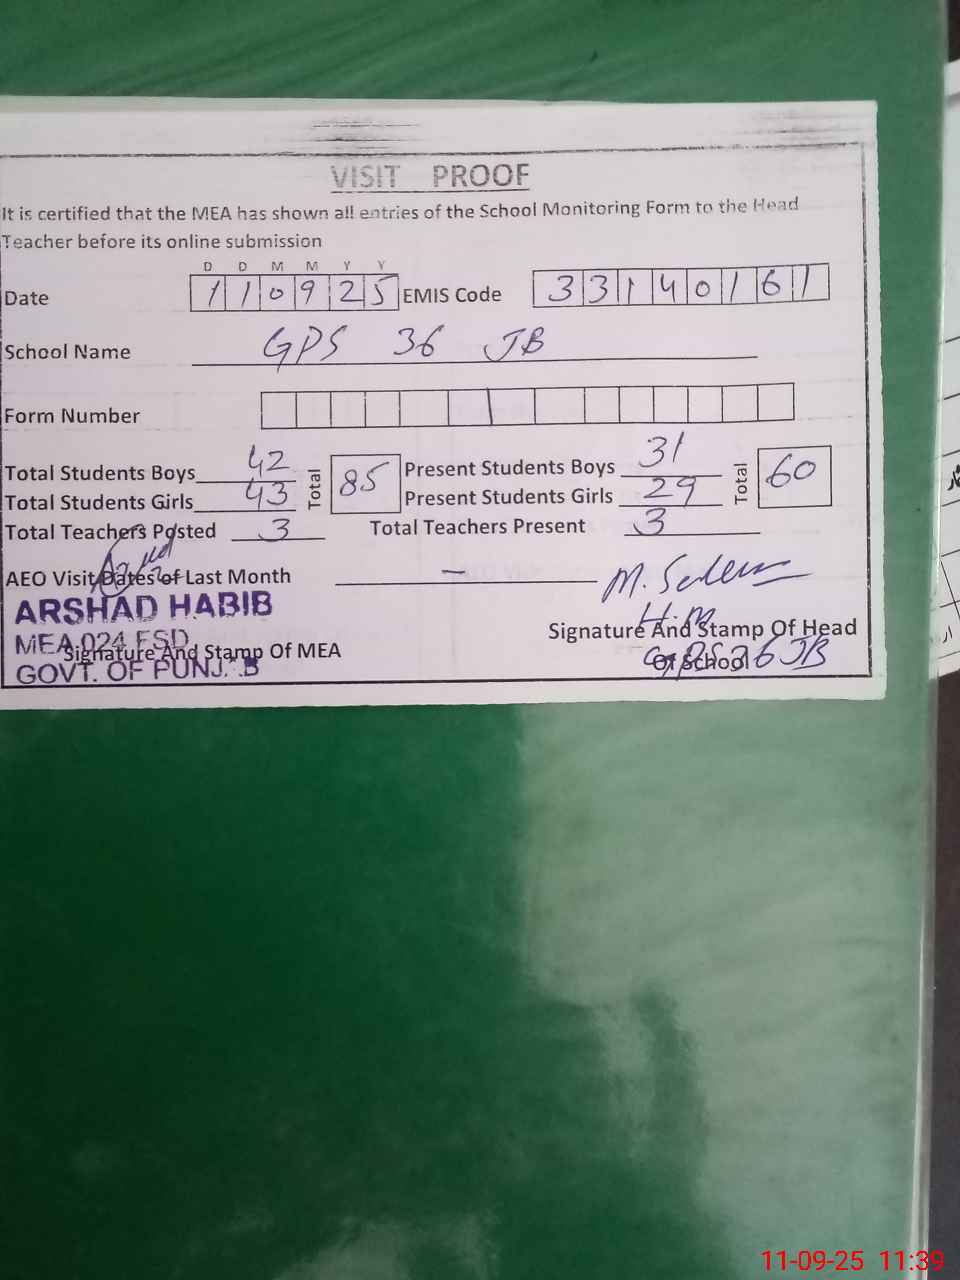 VISIT PROOF
It is certified that the MEA has shown all entries of the School Monitoring Form to the Head
Teacher before its online submission
D D M M Y Y
Date 1 1 0 9 2 5 EMIS Code 3 3 1 4 0 1 6 1
School Name GPS 36 JB
Form Number
Total Students Boys 42 Total 85 Present Students Boys 31 Total 60
Total Students Girls 43 Present Students Girls 29
Total Teachers Posted 3 Total Teachers Present 3
AEO Visit Dates of Last Month - M. Saleem
ARSHAD HABIB
MEA 024 FSD
GOVT. OF PUNJAB
Signature And Stamp Of MEA
H.M
GPS 36 JB
Signature And Stamp Of Head
Of School
11-09-25 11:39